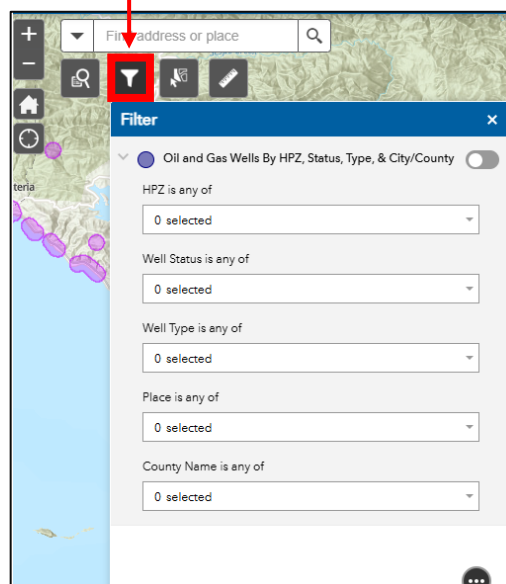 +
Find address or place
−
Filter
×
Oil and Gas Wells By HPZ, Status, Type, & City/County
teria
HPZ is any of
0 selected
Well Status is any of
0 selected
Well Type is any of
0 selected
Place is any of
0 selected
County Name is any of
0 selected